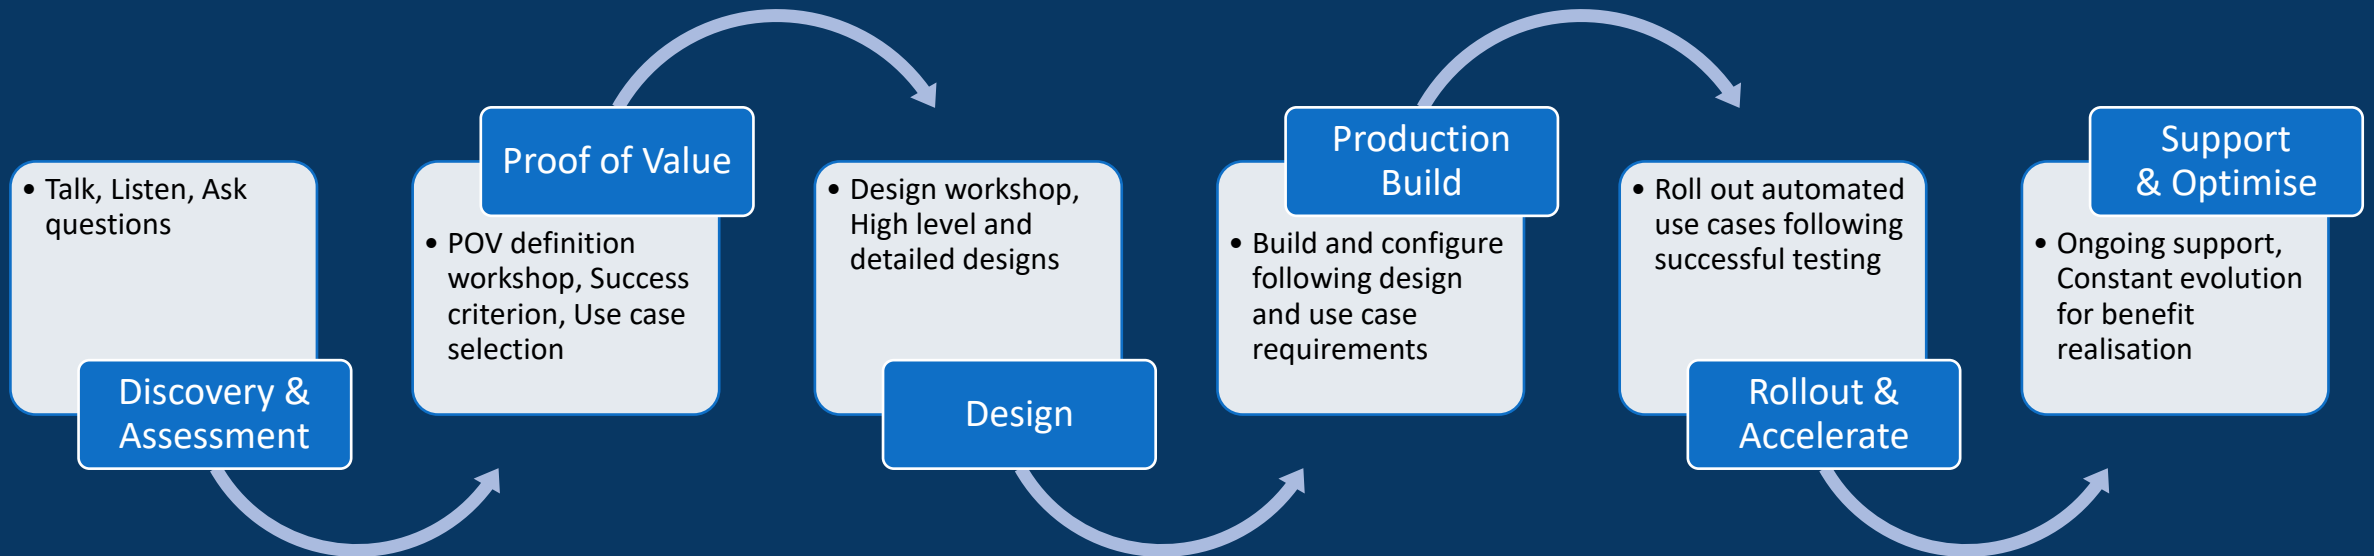 • Talk, Listen, Ask
questions
Discovery &
Assessment
Proof of Value
• POV definition
workshop, Success
criterion, Use case
selection
• Design workshop,
High level and
detailed designs
Design
Production
Build
• Build and configure
following design
and use case
requirements
• Roll out automated
use cases following
successful testing
Rollout &
Accelerate
Support
& Optimise
• Ongoing support,
Constant evolution
for benefit
realisation